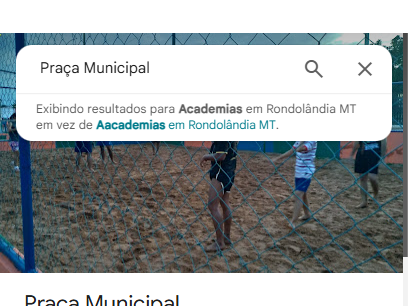 Praça Municipal
Exibindo resultados para Academias em Rondolândia MT
em vez de Aacademias em Rondolândia MT.
Praça Municipal